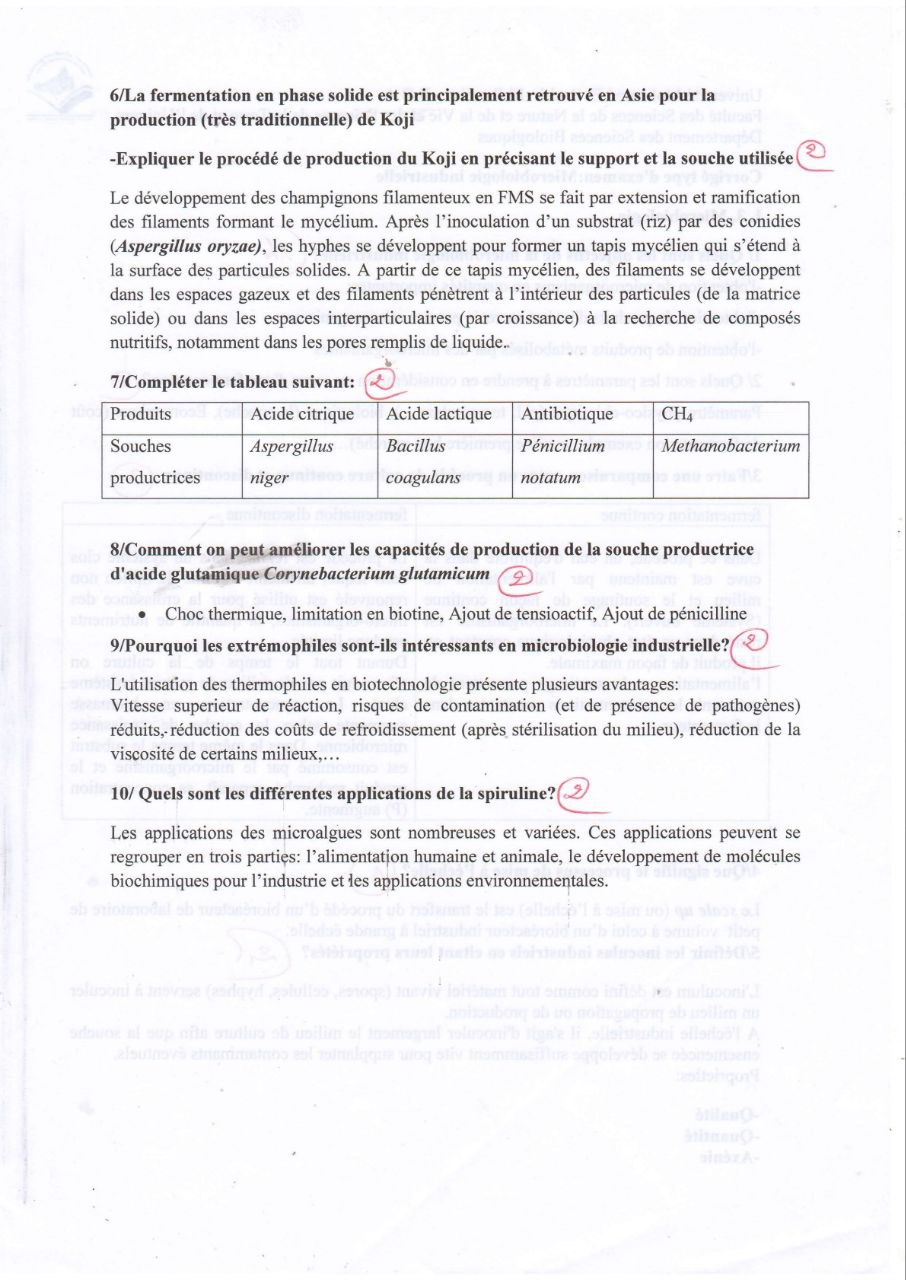 6/La fermentation en phase solide est principalement retrouvé en Asie pour la
production (très traditionnelle) de Koji
-Expliquer le procédé de production du Koji en précisant le support et la souche utilisée 2
Le développement des champignons filamenteux en FMS se fait par extension et ramification
des filaments formant le mycélium. Après l'inoculation d'un substrat (riz) par des conidies
(Aspergillus oryzae), les hyphes se développent pour former un tapis mycélien qui s'étend à
la surface des particules solides. A partir de ce tapis mycélien, des filaments se développent
dans les espaces gazeux et des filaments pénètrent à l'intérieur des particules (de la matrice
solide) ou dans les espaces interparticulaires (par croissance) à la recherche de composés
nutritifs, notamment dans les pores remplis de liquide..
7/Compléter le tableau suivant: 2
Produits Acide citrique Acide lactique Antibiotique CH4
Souches Aspergillus Bacillus Pénicillium Methanobacterium
productrices niger coagulans notatum
8/Comment on peut améliorer les capacités de production de la souche productrice
d'acide glutamique Corynebacterium glutamicum 2
• Choc thermique, limitation en biotine, Ajout de tensioactif, Ajout de pénicilline
9/Pourquoi les extrémophiles sont-ils intéressants en microbiologie industrielle? 2
L'utilisation des thermophiles en biotechnologie présente plusieurs avantages:
Vitesse superieur de réaction, risques de contamination (et de présence de pathogènes)
réduits, réduction des coûts de refroidissement (après stérilisation du milieu), réduction de la
viscosité de certains milieux,…
10/ Quels sont les différentes applications de la spiruline? 2
Les applications des microalgues sont nombreuses et variées. Ces applications peuvent se
regrouper en trois parties: l'alimentation humaine et animale, le développement de molécules
biochimiques pour l'industrie et les applications environnementales.